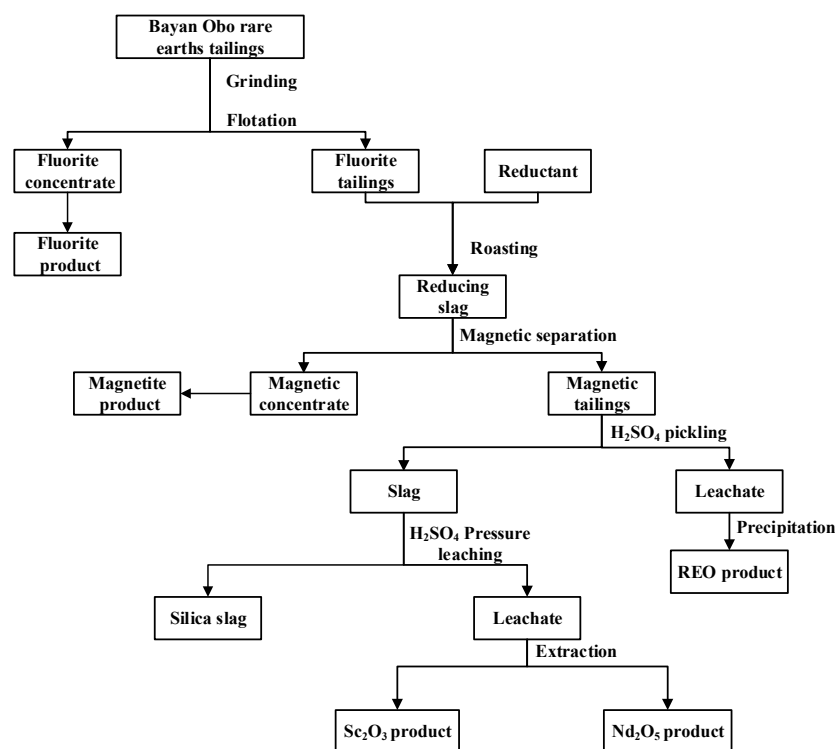 Bayan Obo rare
earths tailings
Grinding
Flotation
Fluorite
concentrate
Fluorite
tailings
Reductant
Fluorite
product
Roasting
Reducing
slag
Magnetic separation
Magnetite
product
Magnetic
concentrate
Magnetic
tailings
H₂SO₄ pickling
Slag
Leachate
H₂SO₄ Pressure
leaching
Precipitation
REO product
Silica slag
Leachate
Extraction
Sc₂O₃ product
Nd₂O₅ product